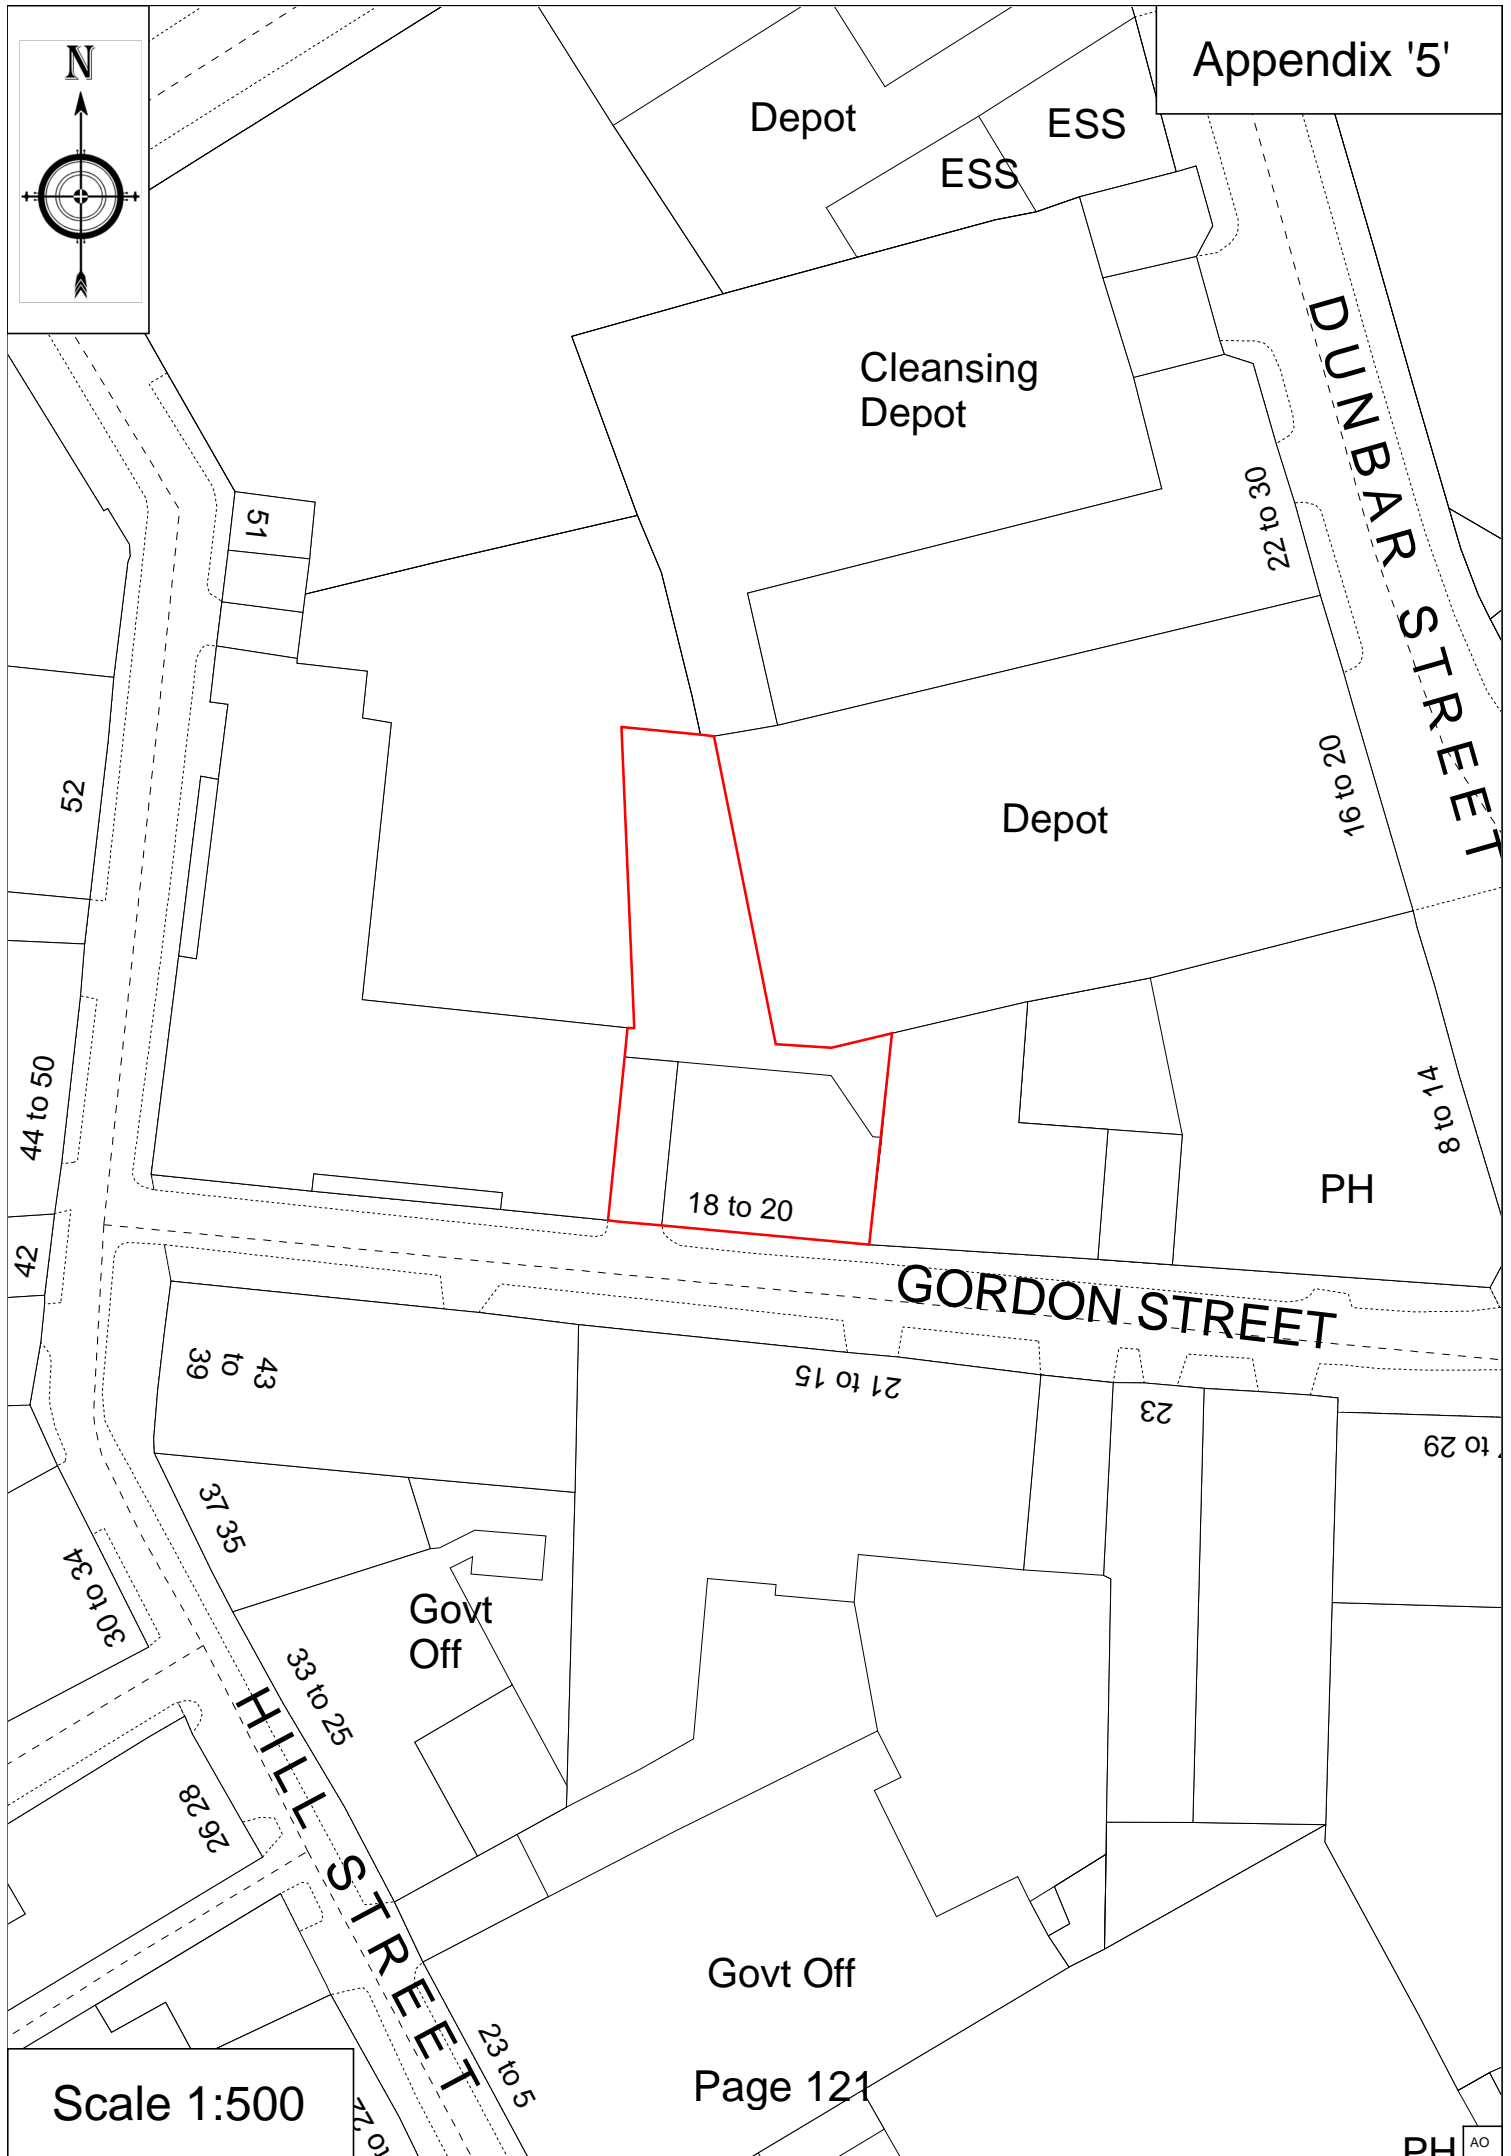 N
Appendix '5'
Depot
ESS
ESS
Cleansing
Depot
DUNBAR STREET
22 to 30
51
52
16 to 20
Depot
44 to 50
8 to 14
PH
18 to 20
42
GORDON STREET
43
to
39
21 to 15
23
to 29
37 35
30 to 34
Govt
Off
33 to 25
HILL STREET
26 28
Govt Off
23 to 5
Page 121
Scale 1:500
to 22
PH
AO